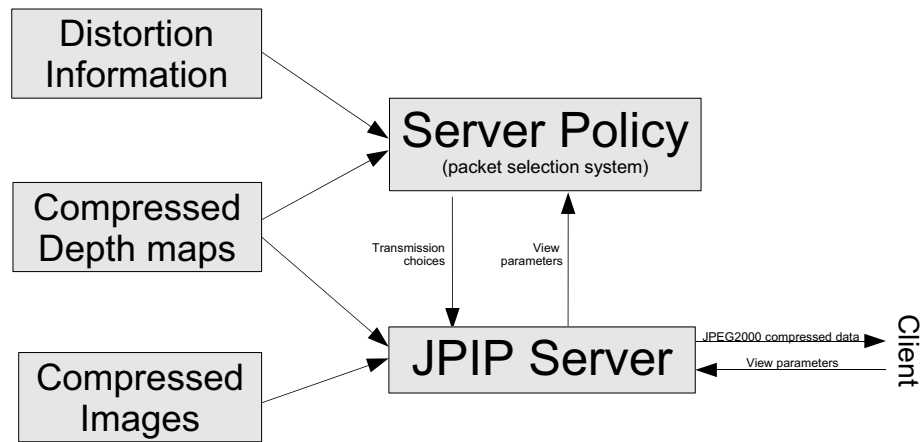 Distortion
Information
Server Policy
(packet selection system)
Compressed
Depth maps
Transmission
choices
View
parameters
JPIP Server
JPEG2000 compressed data
View parameters
Client
Compressed
Images